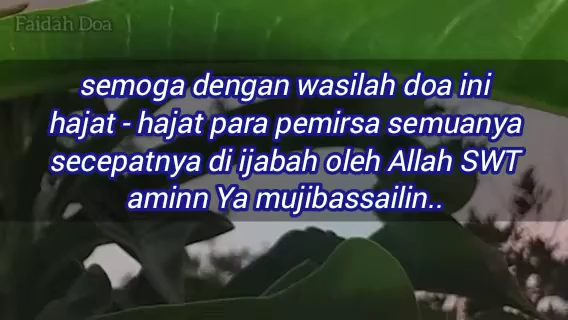 Faidah Doa
semoga dengan wasilah doa ini
hajat - hajat para pemirsa semuanya
secepatnya di ijabah oleh Allah SWT
aminn Ya mujibassailin..